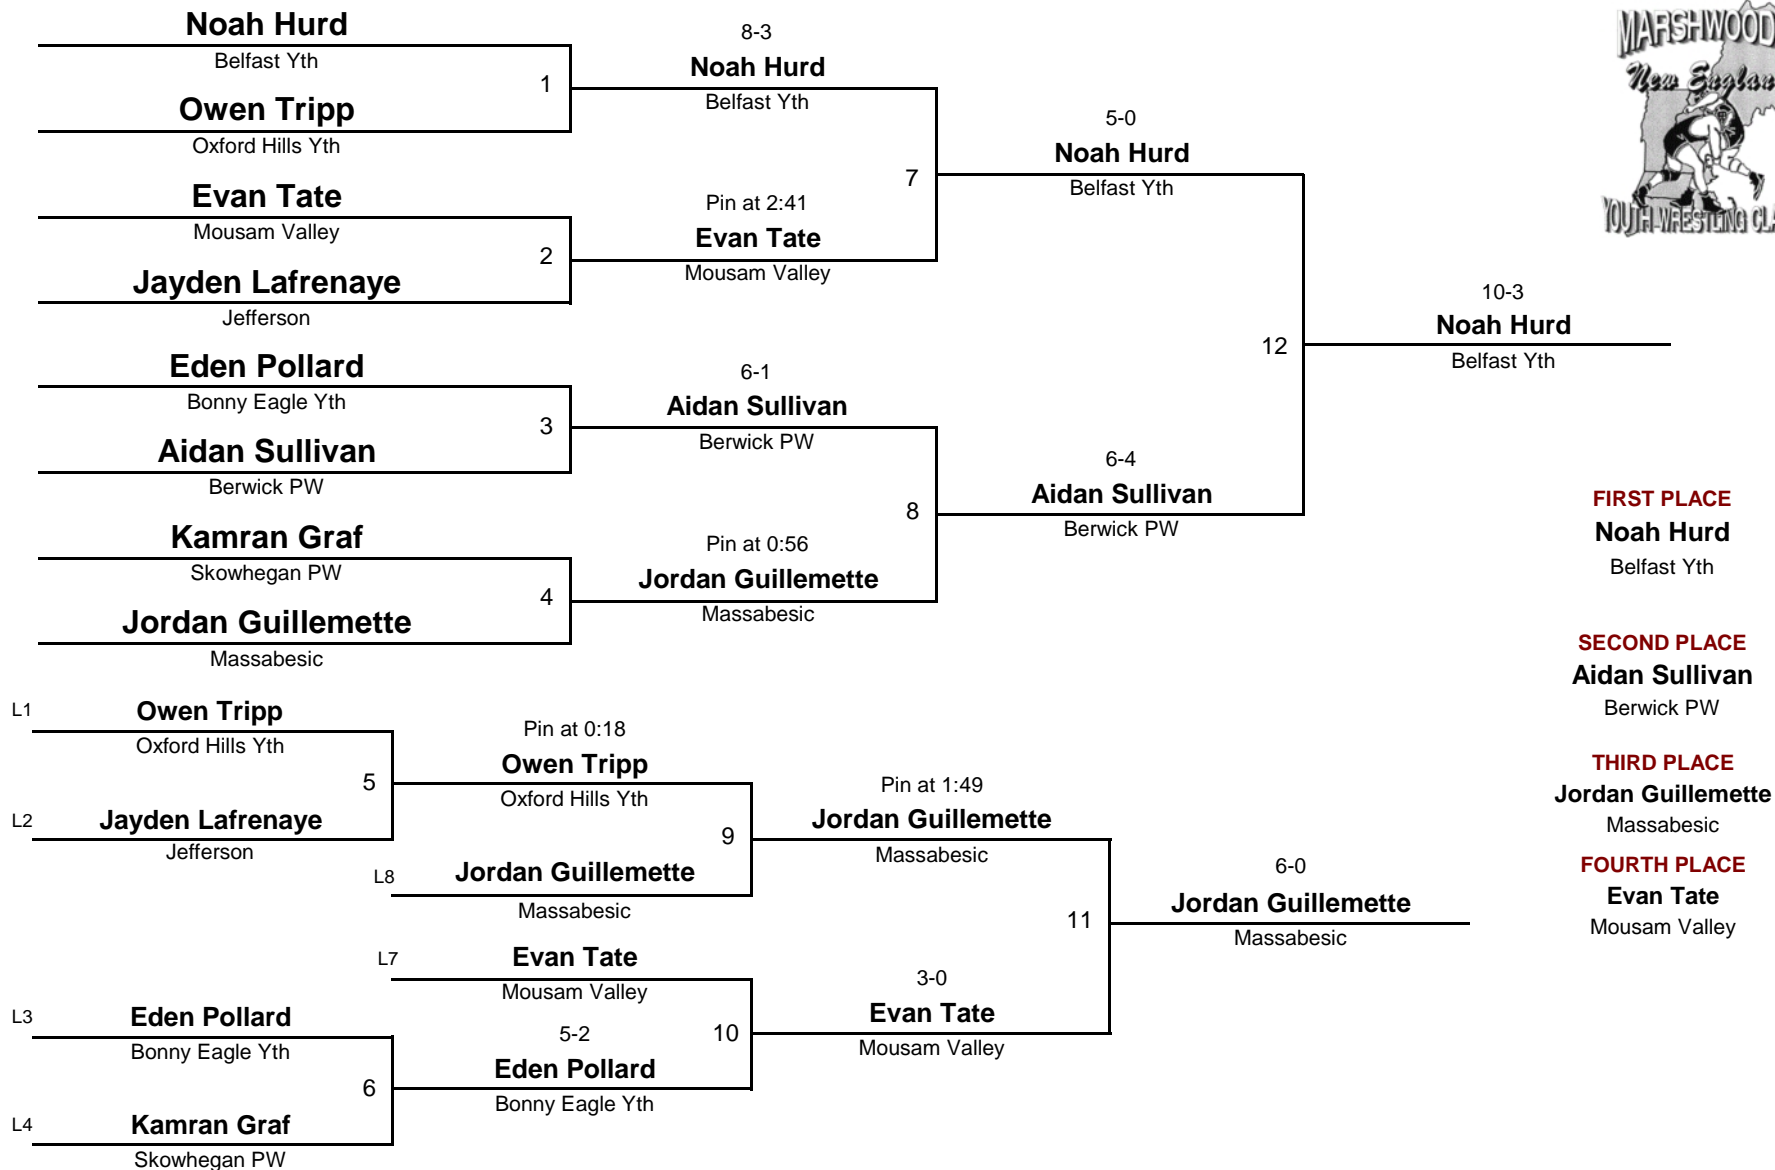 Noah Hurd
Belfast Yth
1
Owen Tripp
Oxford Hills Yth
Evan Tate
Mousam Valley
2
Jayden Lafrenaye
Jefferson
Eden Pollard
Bonny Eagle Yth
3
Aidan Sullivan
Berwick PW
Kamran Graf
Skowhegan PW
4
Jordan Guillemette
Massabesic
8-3
Noah Hurd
Belfast Yth
7
Pin at 2:41
Evan Tate
Mousam Valley
6-1
Aidan Sullivan
Berwick PW
8
Pin at 0:56
Jordan Guillemette
Massabesic
5-0
Noah Hurd
Belfast Yth
12
6-4
Aidan Sullivan
Berwick PW
10-3
Noah Hurd
Belfast Yth
MARSHWOOD
New England
YOUTH WRESTLING
FIRST PLACE
Noah Hurd
Belfast Yth
SECOND PLACE
Aidan Sullivan
Berwick PW
THIRD PLACE
Jordan Guillemette
Massabesic
FOURTH PLACE
Evan Tate
Mousam Valley
L1
Owen Tripp
Oxford Hills Yth
5
L2
Jayden Lafrenaye
Jefferson
Pin at 0:18
Owen Tripp
Oxford Hills Yth
9
L8
Jordan Guillemette
Massabesic
L7
Evan Tate
Mousam Valley
10
L3
Eden Pollard
Bonny Eagle Yth
6
L4
Kamran Graf
Skowhegan PW
5-2
Eden Pollard
Bonny Eagle Yth
Pin at 1:49
Jordan Guillemette
Massabesic
11
3-0
Evan Tate
Mousam Valley
6-0
Jordan Guillemette
Massabesic